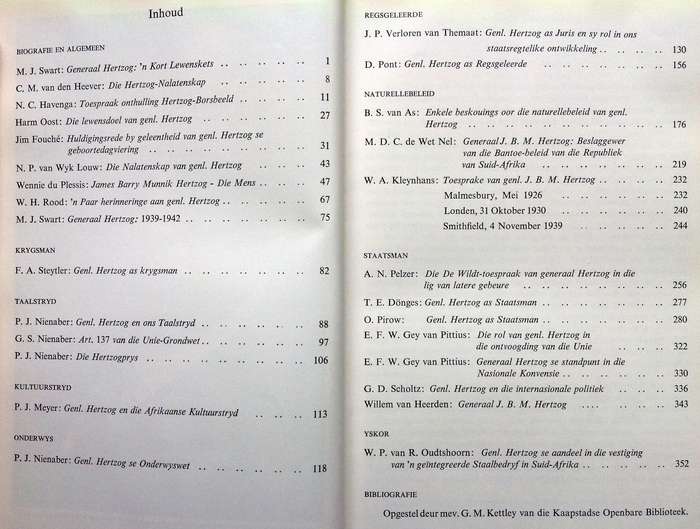 Inhoud
BIOGRAFIE EN ALGEMEEN
M. J. Swart: Generaal Hertzog: 'n Kort Lewenskets .. .. .. .. 1
C. M. van den Heever: Die Hertzog-Nalatenskap .. .. .. .. 8
N. C. Havenga: Toespraak onthulling Hertzog-Borsbeeld .. .. .. 11
Harm Oost: Die lewensdoel van genl. Hertzog .. .. .. .. 27
Jim Fouché: Huldigingsrede by geleentheid van genl. Hertzog se
geboortedagviering .. .. .. .. 31
N. P. van Wyk Louw: Die Nalatenskap van genl. Hertzog .. .. 43
Wennie du Plessis: James Barry Munnik Hertzog - Die Mens .. .. 47
W. H. Rood: 'n Paar herinneringe aan genl. Hertzog .. .. .. 67
M. J. Swart: Generaal Hertzog: 1939-1942 .. .. .. .. 75
KRYGSMAN
F. A. Steytler: Genl. Hertzog as krygsman .. .. .. .. .. 82
TAALSTRYD
P. J. Nienaber: Genl. Hertzog en ons Taalstryd .. .. .. .. .. 88
G. S. Nienaber: Art. 137 van die Unie-Grondwet .. .. .. .. .. 97
P. J. Nienaber: Die Hertzogprys .. .. .. .. .. .. 106
KULTUURSTRYD
P. J. Meyer: Genl. Hertzog en die Afrikaanse Kultuurstryd .. .. .. 113
ONDERWYS
P. J. Nienaber: Genl. Hertzog se Onderwyswet .. .. .. .. .. 118
REGSGELEERDE
J. P. Verloren van Themaat: Genl. Hertzog as Juris en sy rol in ons
staatsregtelike ontwikkeling .. .. .. 130
D. Pont: Genl. Hertzog as Regsgeleerde .. .. .. .. .. 156
NATURELLEBELEID
B. S. van As: Enkele beskouings oor die naturellebeleid van genl.
Hertzog .. .. .. .. .. .. .. 176
M. D. C. de Wet Nel: Generaal J. B. M. Hertzog: Beslaggewer
van die Bantoe-beleid van die Republiek
van Suid-Afrika .. .. .. .. .. 219
W. A. Kleynhans: Toesprake van genl. J. B. M. Hertzog .. .. .. 232
Malmesbury, Mei 1926 .. .. .. .. 232
Londen, 31 Oktober 1930 .. .. .. .. 240
Smithfield, 4 November 1939 .. .. .. 244
STAATSMAN
A. N. Pelzer: Die De Wildt-toespraak van generaal Hertzog in die
lig van latere gebeure .. .. .. .. .. 256
T. E. Dönges: Genl. Hertzog as Staatsman .. .. .. .. .. 277
O. Pirow: Genl. Hertzog as Staatsman .. .. .. .. .. 280
E. F. W. Gey van Pittius: Die rol van genl. Hertzog in
die ontvoogding van die Unie .. .. .. 322
E. F. W. Gey van Pittius: Generaal Hertzog se standpunt in die
Nasionale Konvensie .. .. .. .. 330
G. D. Scholtz: Genl. Hertzog en die internasionale politiek .. .. 336
Willem van Heerden: Generaal J. B. M. Hertzog .... .. .. 343
YSKOR
W. P. van R. Oudtshoorn: Genl. Hertzog se aandeel in die vestiging
van 'n geïntegreerde Staalbedryf in Suid-Afrika .. .. .. .. 352
BIBLIOGRAFIE
Opgestel deur mev. G. M. Kettley van die Kaapstadse Openbare Biblioteek.